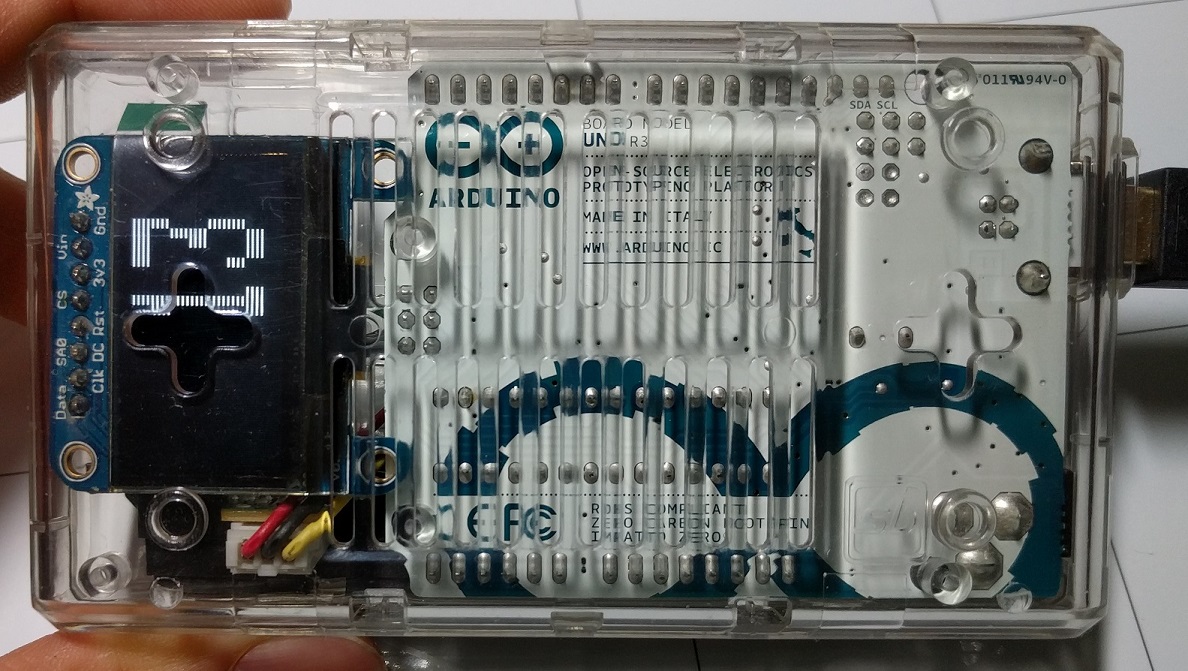 '011 94V-0
SDA SCL
BOARD MODEL
UNO R3
OPEN-SOURCE ELECTRONICS
PROTOTYPING PLATFORM
ARDUINO
MADE IN ITALY
WWW.ARDUINO.CC
Gnd
Vin
3v3
CS
Rst
DC
SA0
Clk
Data
CE FC
ROHS COMPLIANT
ZERO CARBON FOOTPRINT
IMPATTO ZERO